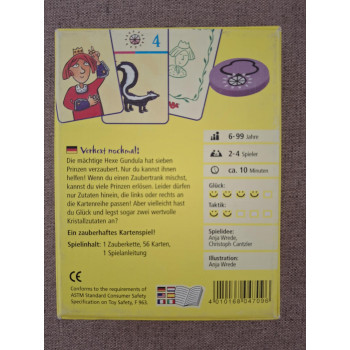 4
Verhext nochmal!
Die mächtige Hexe Gundula hat sieben
Prinzen verzaubert. Nur du kannst ihnen
helfen! Wenn du einen Zaubertrank mischst,
kannst du viele Prinzen erlösen. Leider dürfen
nur Zutaten hinein, die links oder rechts an
die Kartenreihe passen! Aber vielleicht hast
du Glück und legst sogar zwei wertvolle
Kristallzutaten an?
Ein zauberhaftes Kartenspiel!
Spielinhalt: 1 Zauberkette, 56 Karten,
1 Spielanleitung
6-99 Jahre
2-4 Spieler
ca. 10 Minuten
Glück:
Taktik:
Spielidee:
Anja Wrede,
Christoph Cantzler
Illustration:
Anja Wrede
CE
Conforms to the requirements of
ASTM Standard Consumer Safety
Specification on Toy Safety, F 963.
4 010168 047096